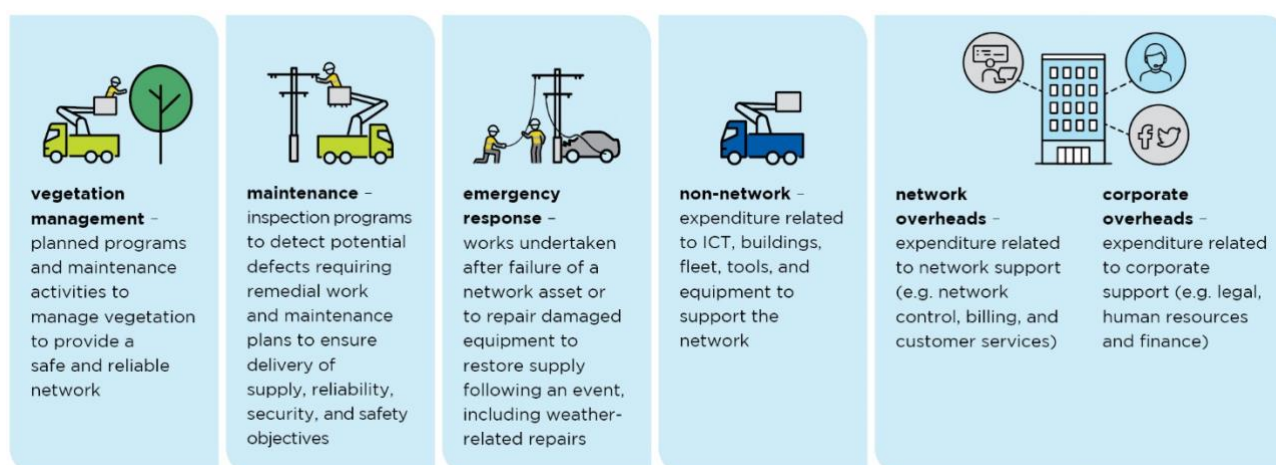 vegetation
management –
planned programs
and maintenance
activities to
manage vegetation
to provide a
safe and reliable
network
maintenance –
inspection programs
to detect potential
defects requiring
remedial work
and maintenance
plans to ensure
delivery of
supply, reliability,
security, and safety
objectives
emergency
response –
works undertaken
after failure of a
network asset or
to repair damaged
equipment to
restore supply
following an event,
including weather-
related repairs
non-network –
expenditure related
to ICT, buildings,
fleet, tools, and
equipment to
support the
network
network
overheads –
expenditure related
to network support
(e.g. network
control, billing, and
customer services)
corporate
overheads –
expenditure related
to corporate
support (e.g. legal,
human resources
and finance)